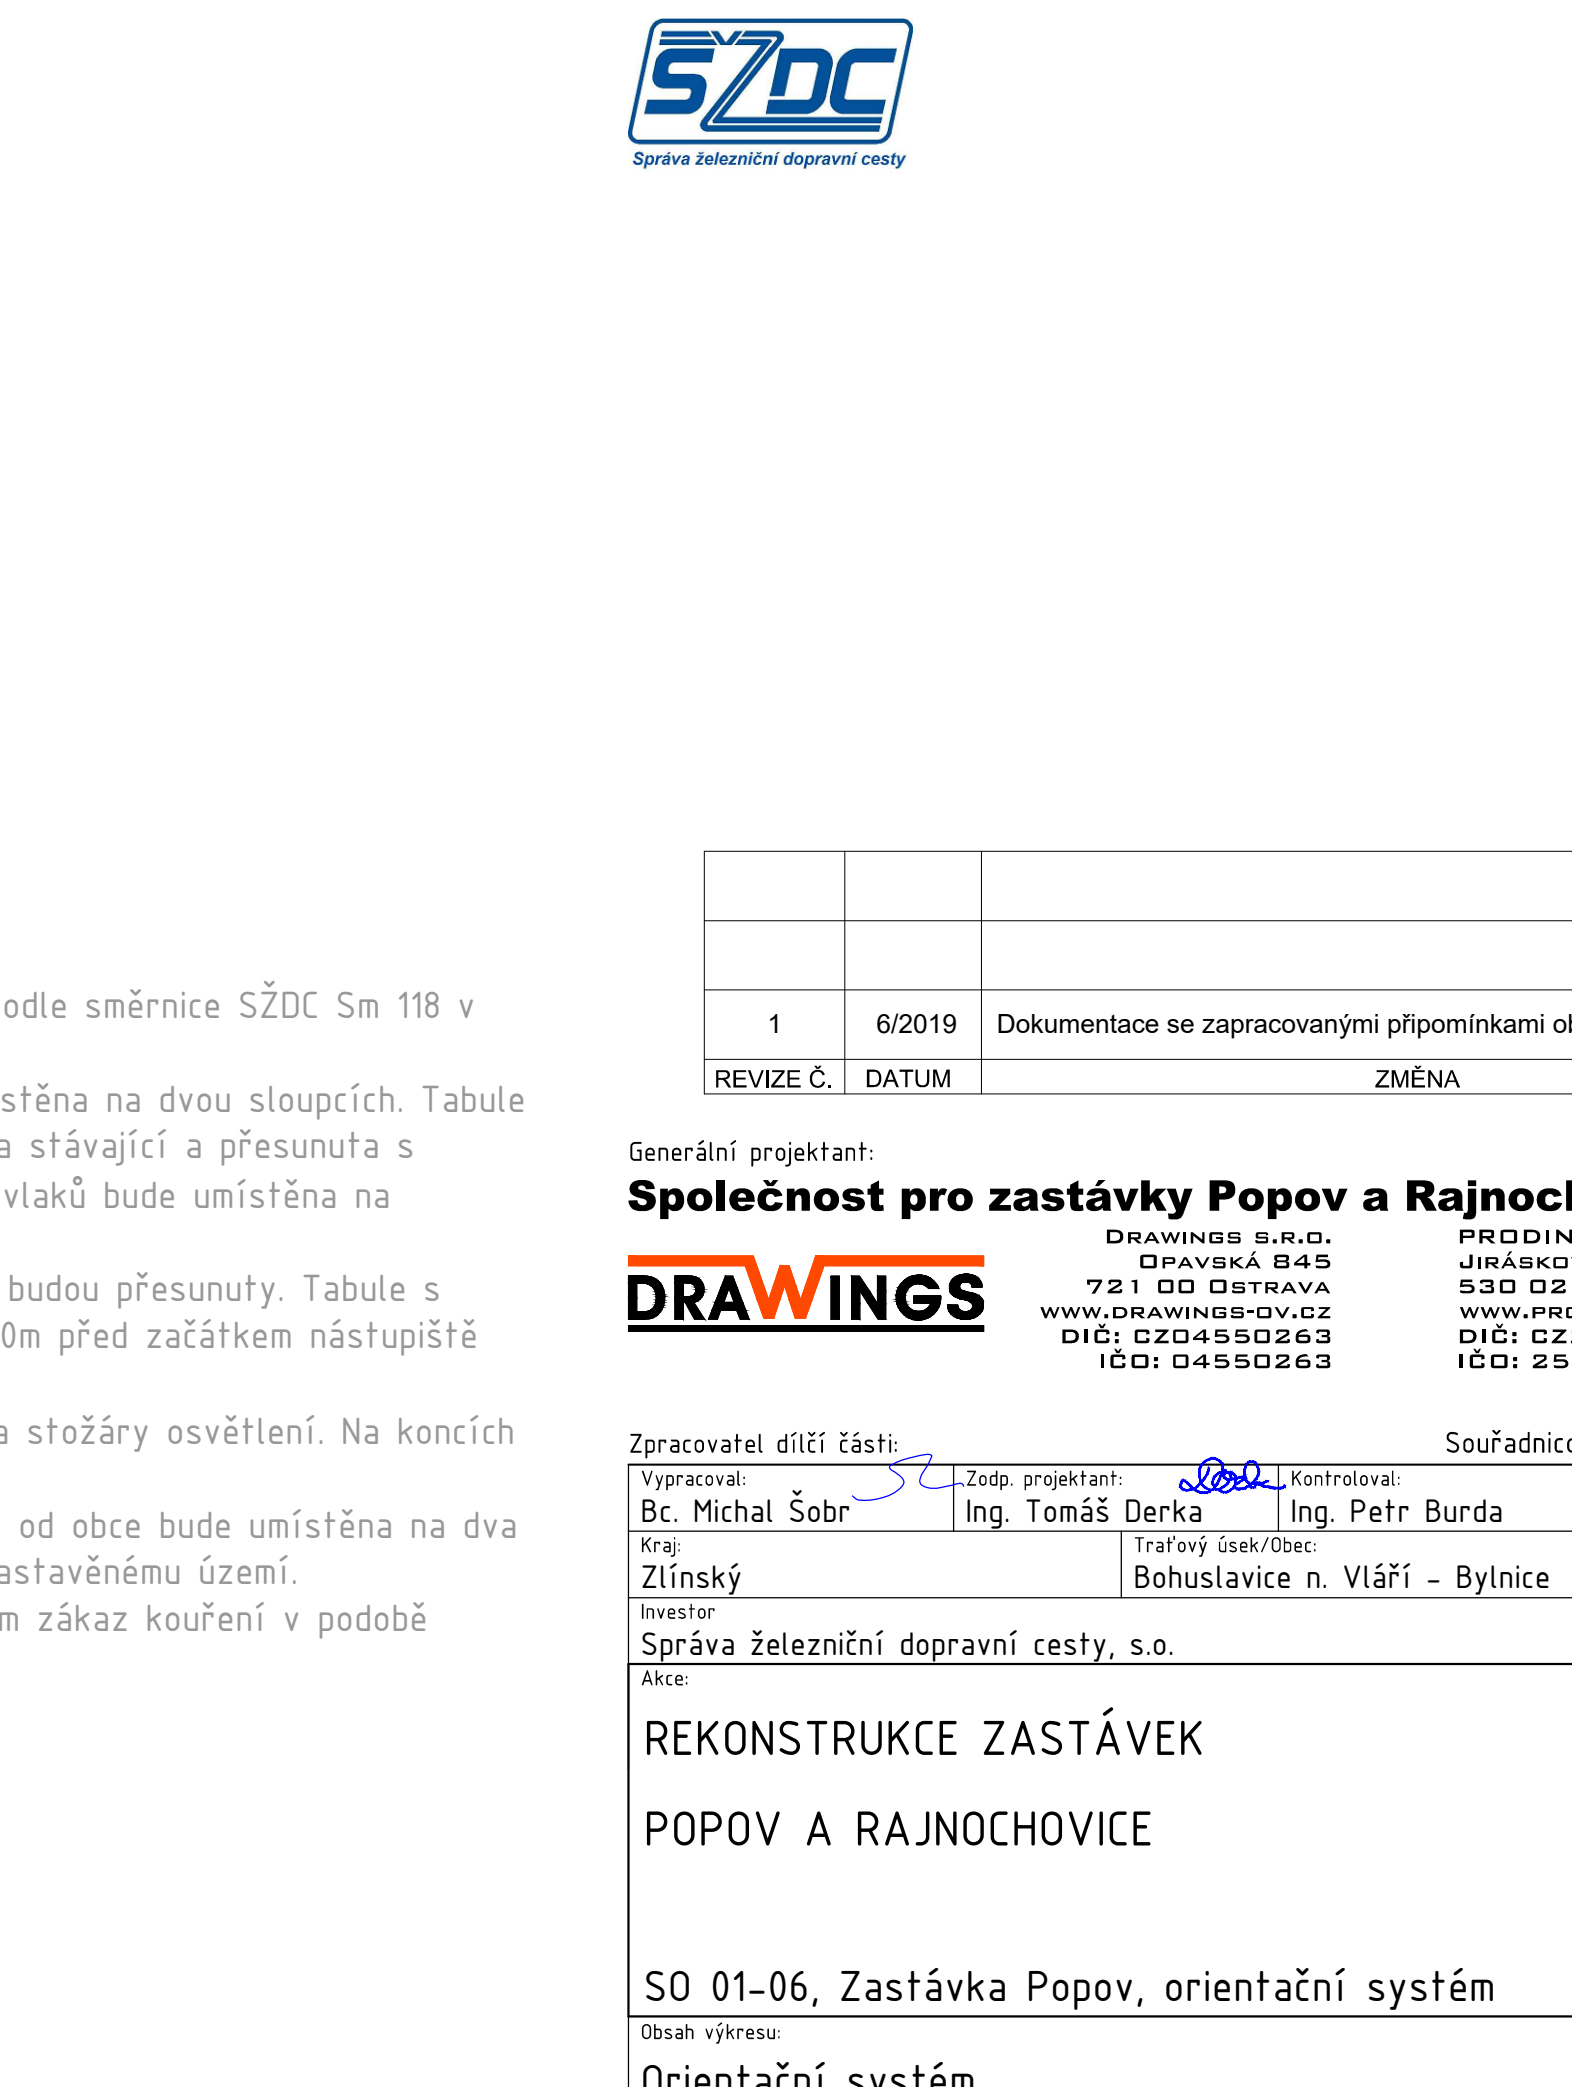 SŽDC
Správa železniční dopravní cesty
odle směrnice SŽDC Sm 118 v
stěna na dvou sloupcích. Tabule
a stávající a přesunuta s
vlaků bude umístěna na
budou přesunuty. Tabule s
0m před začátkem nástupiště
a stožáry osvětlení. Na koncích
od obce bude umístěna na dva
astavěnému území.
m zákaz kouření v podobě
1 6/2019 Dokumentace se zapracovanými připomínkami ob
REVIZE Č. DATUM ZMĚNA
Generální projektant:
Společnost pro zastávky Popov a Rajnoch
DRAWINGS
DRAWINGS S.R.O.
OPAVSKÁ 845
721 00 OSTRAVA
WWW.DRAWINGS-OV.CZ
DIČ: CZ04550263
IČO: 04550263
PRODIN
JIRÁSKO
530 02
WWW.PRO
DIČ: CZ
IČO: 25
Zpracovatel dílčí části: Souřadnico
Vypracoval: Zodp. projektant: Kontroloval:
Bc. Michal Šobr Ing. Tomáš Derka Ing. Petr Burda
Kraj: Traťový úsek/Obec:
Zlínský Bohuslavice n. Vláří - Bylnice
Investor
Správa železniční dopravní cesty, s.o.
Akce:
REKONSTRUKCE ZASTÁVEK
POPOV A RAJNOCHOVICE
SO 01-06, Zastávka Popov, orientační systém
Obsah výkresu:
Orientační systém